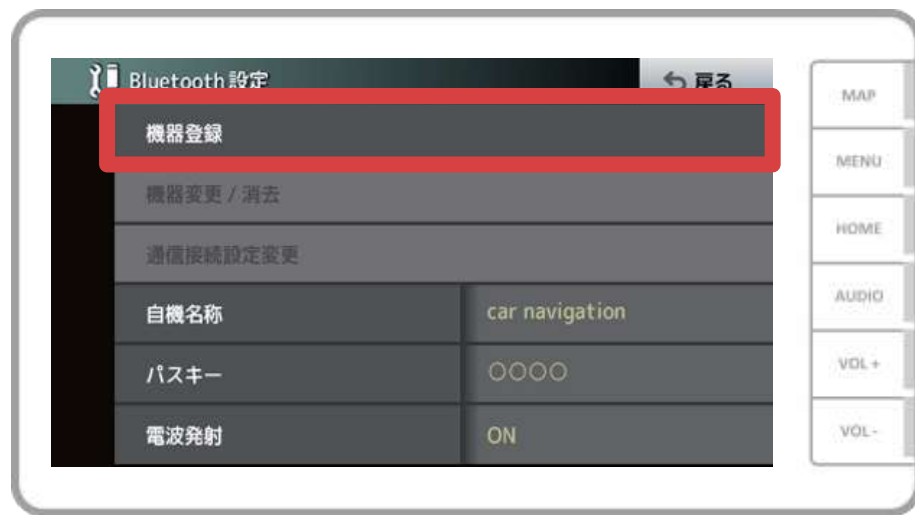 Bluetooth設定
戻る
機器登録
機器変更 / 消去
通信接続設定変更
自機名称 car navigation
パスキー 〇〇〇〇
電波発射 ON
MAP
MENU
HOME
AUDIO
VOL +
VOL -